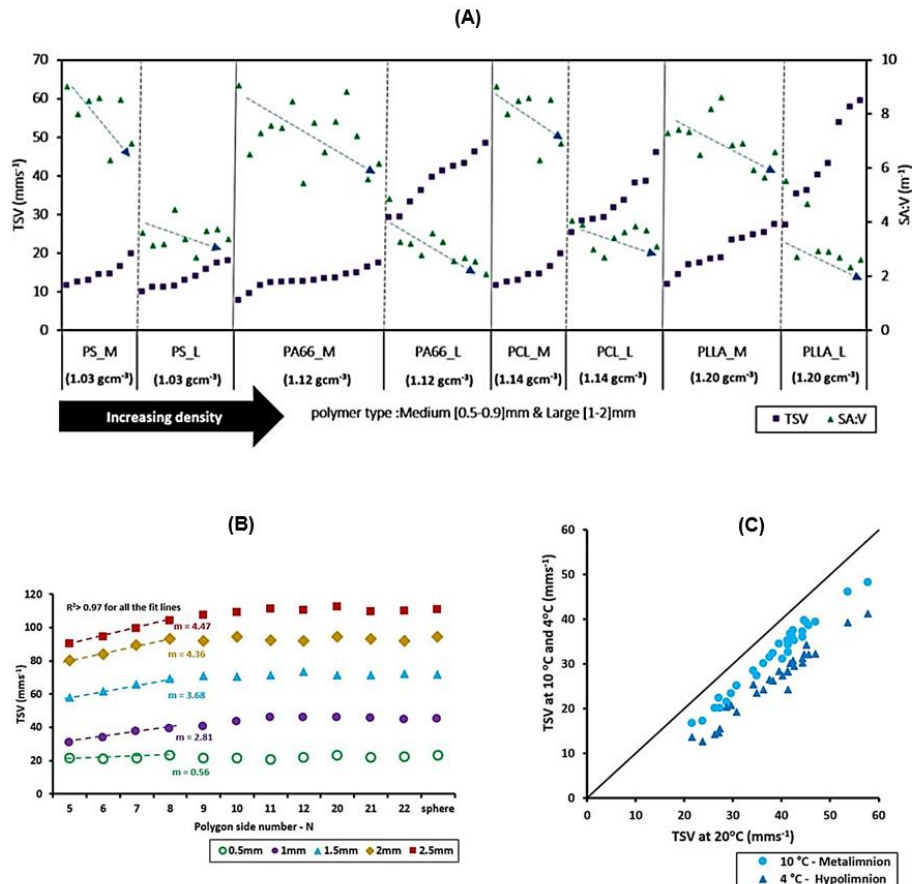 (A)
70
60
50
40
30
20
10
0
TSV (mms⁻¹)
10
8
6
4
2
0
SA:V (m⁻¹)
PS_M PS_L PA66_M PA66_L PCL_M PCL_L PLLA_M PLLA_L
(1.03 gcm⁻³) (1.03 gcm⁻³) (1.12 gcm⁻³) (1.12 gcm⁻³) (1.14 gcm⁻³) (1.14 gcm⁻³) (1.20 gcm⁻³) (1.20 gcm⁻³)
Increasing density
polymer type :Medium [0.5-0.9]mm & Large [1-2]mm
TSV SA:V
(B)
120
100
80
60
40
20
0
TSV (mms⁻¹)
R²> 0.97 for all the fit lines
m = 4.47
m = 4.36
m = 3.68
m = 2.81
m = 0.56
5 6 7 8 9 10 11 12 20 21 22 sphere
Polygon side number - N
0.5mm 1mm 1.5mm 2mm 2.5mm
(C)
60
50
40
30
20
10
0
TSV at 10 °C and 4°C (mms⁻¹)
0 10 20 30 40 50 60
TSV at 20°C (mms⁻¹)
10 °C - Metalimnion
4 °C - Hypolimnion